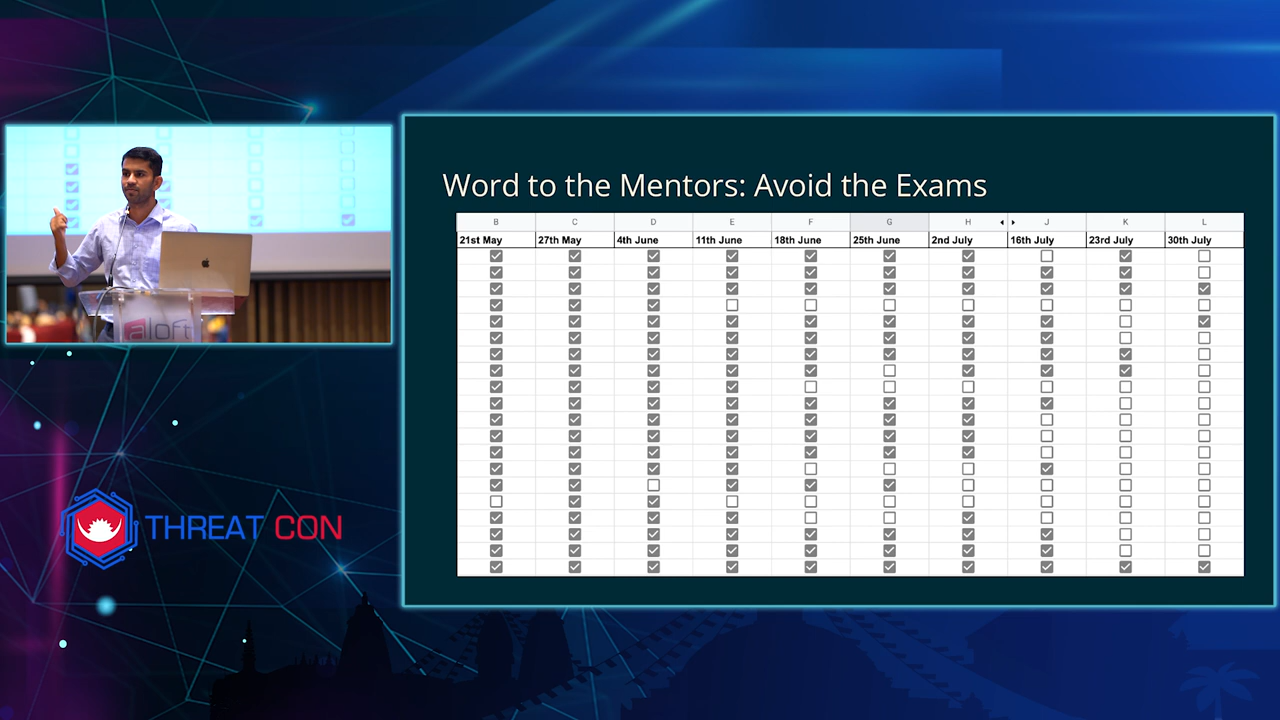 Word to the Mentors: Avoid the Exams
B C D E F G H J K L
21st May 27th May 4th June 11th June 18th June 25th June 2nd July 16th July 23rd July 30th July
aloft
THREAT CON